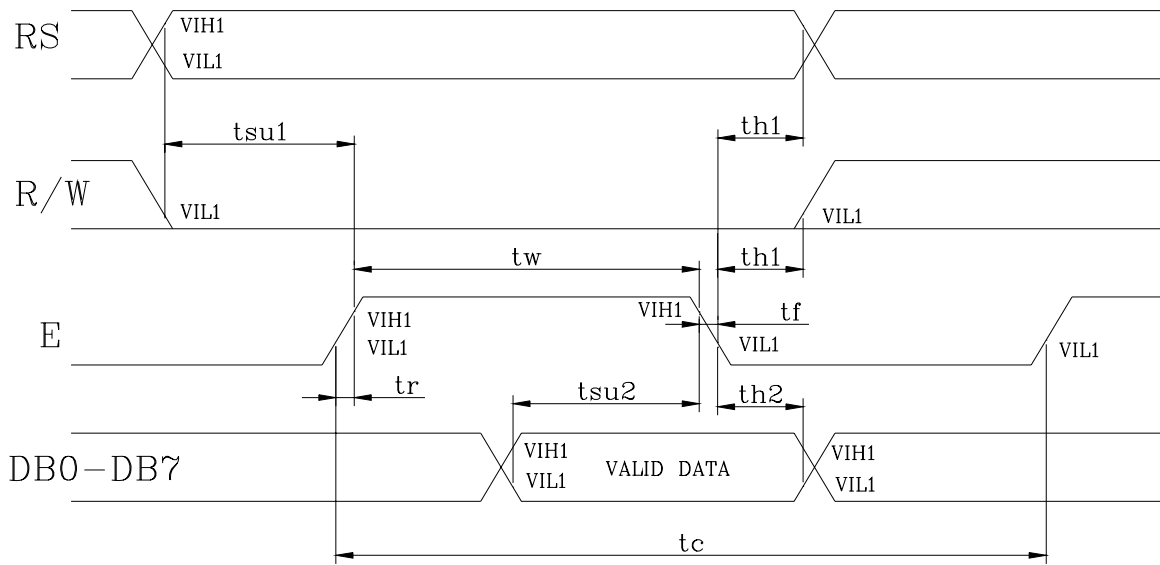 RS
VIH1
VIL1
tsu1
th1
R/W
VIL1
VIL1
tw
th1
E
VIH1
VIL1
VIH1
tf
VIL1
VIL1
tr
tsu2
th2
DB0-DB7
VIH1
VIL1
VALID DATA
VIH1
VIL1
tc